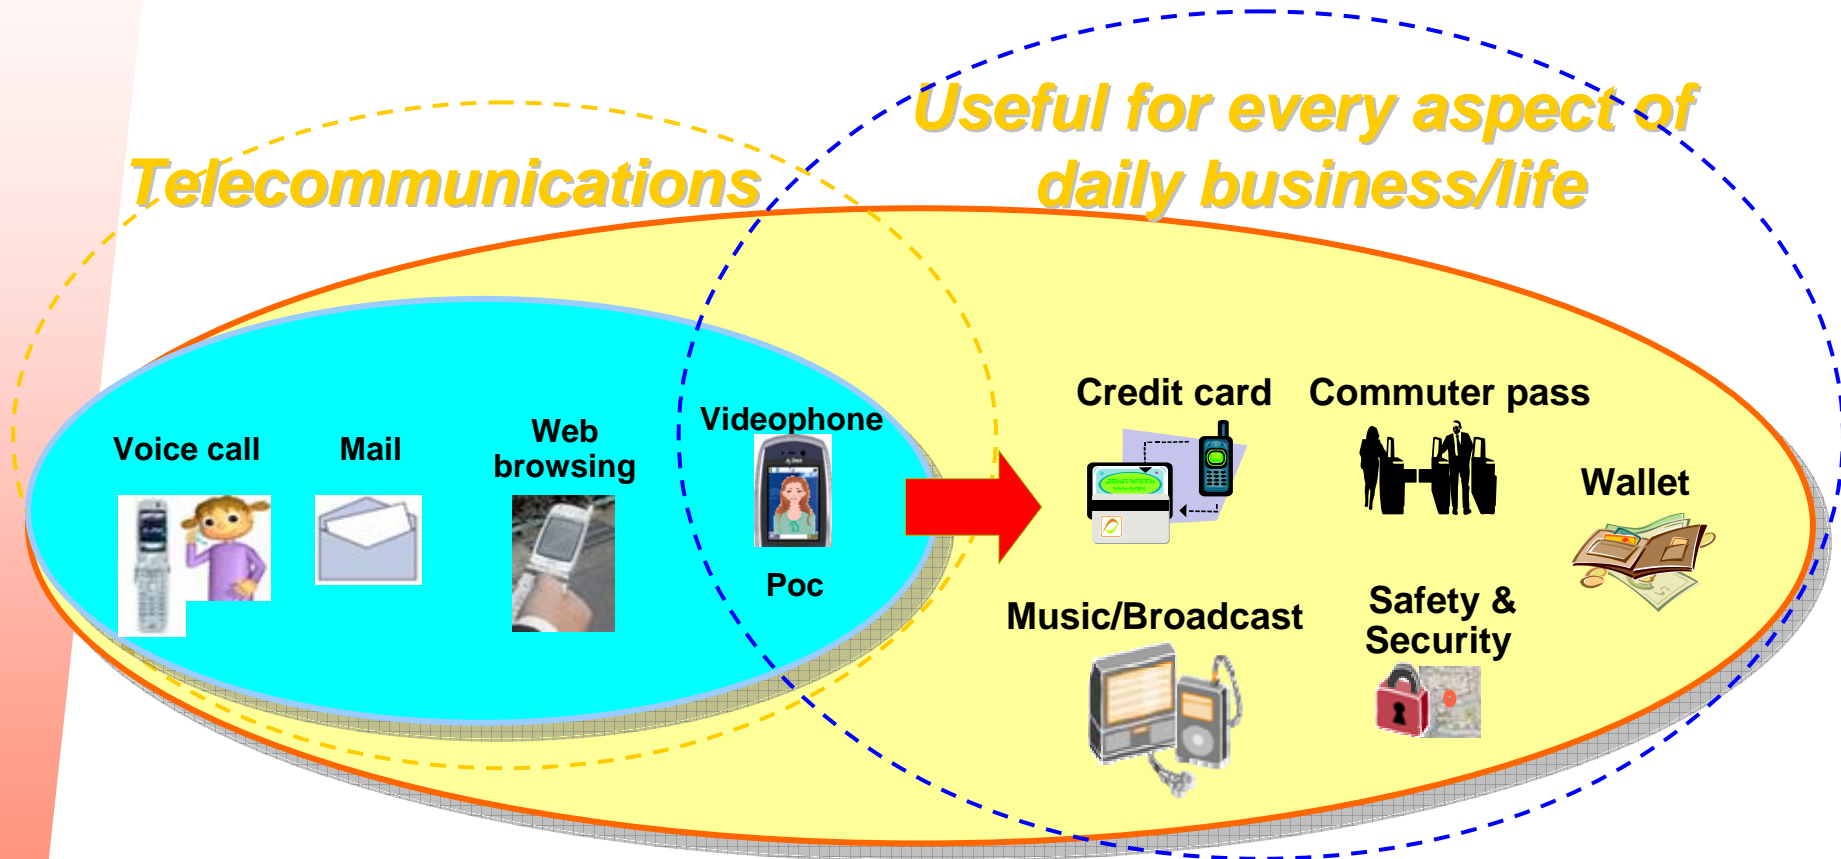 Useful for every aspect of
daily business/life
Telecommunications
Voice call
Mail
Web
browsing
Videophone
Poc
Credit card
Commuter pass
Wallet
Music/Broadcast
Safety &
Security